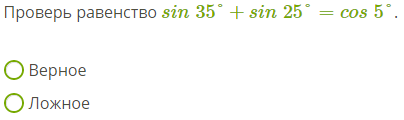 Проверь равенство sin 35° + sin 25° = cos 5°.
Верное
Ложное